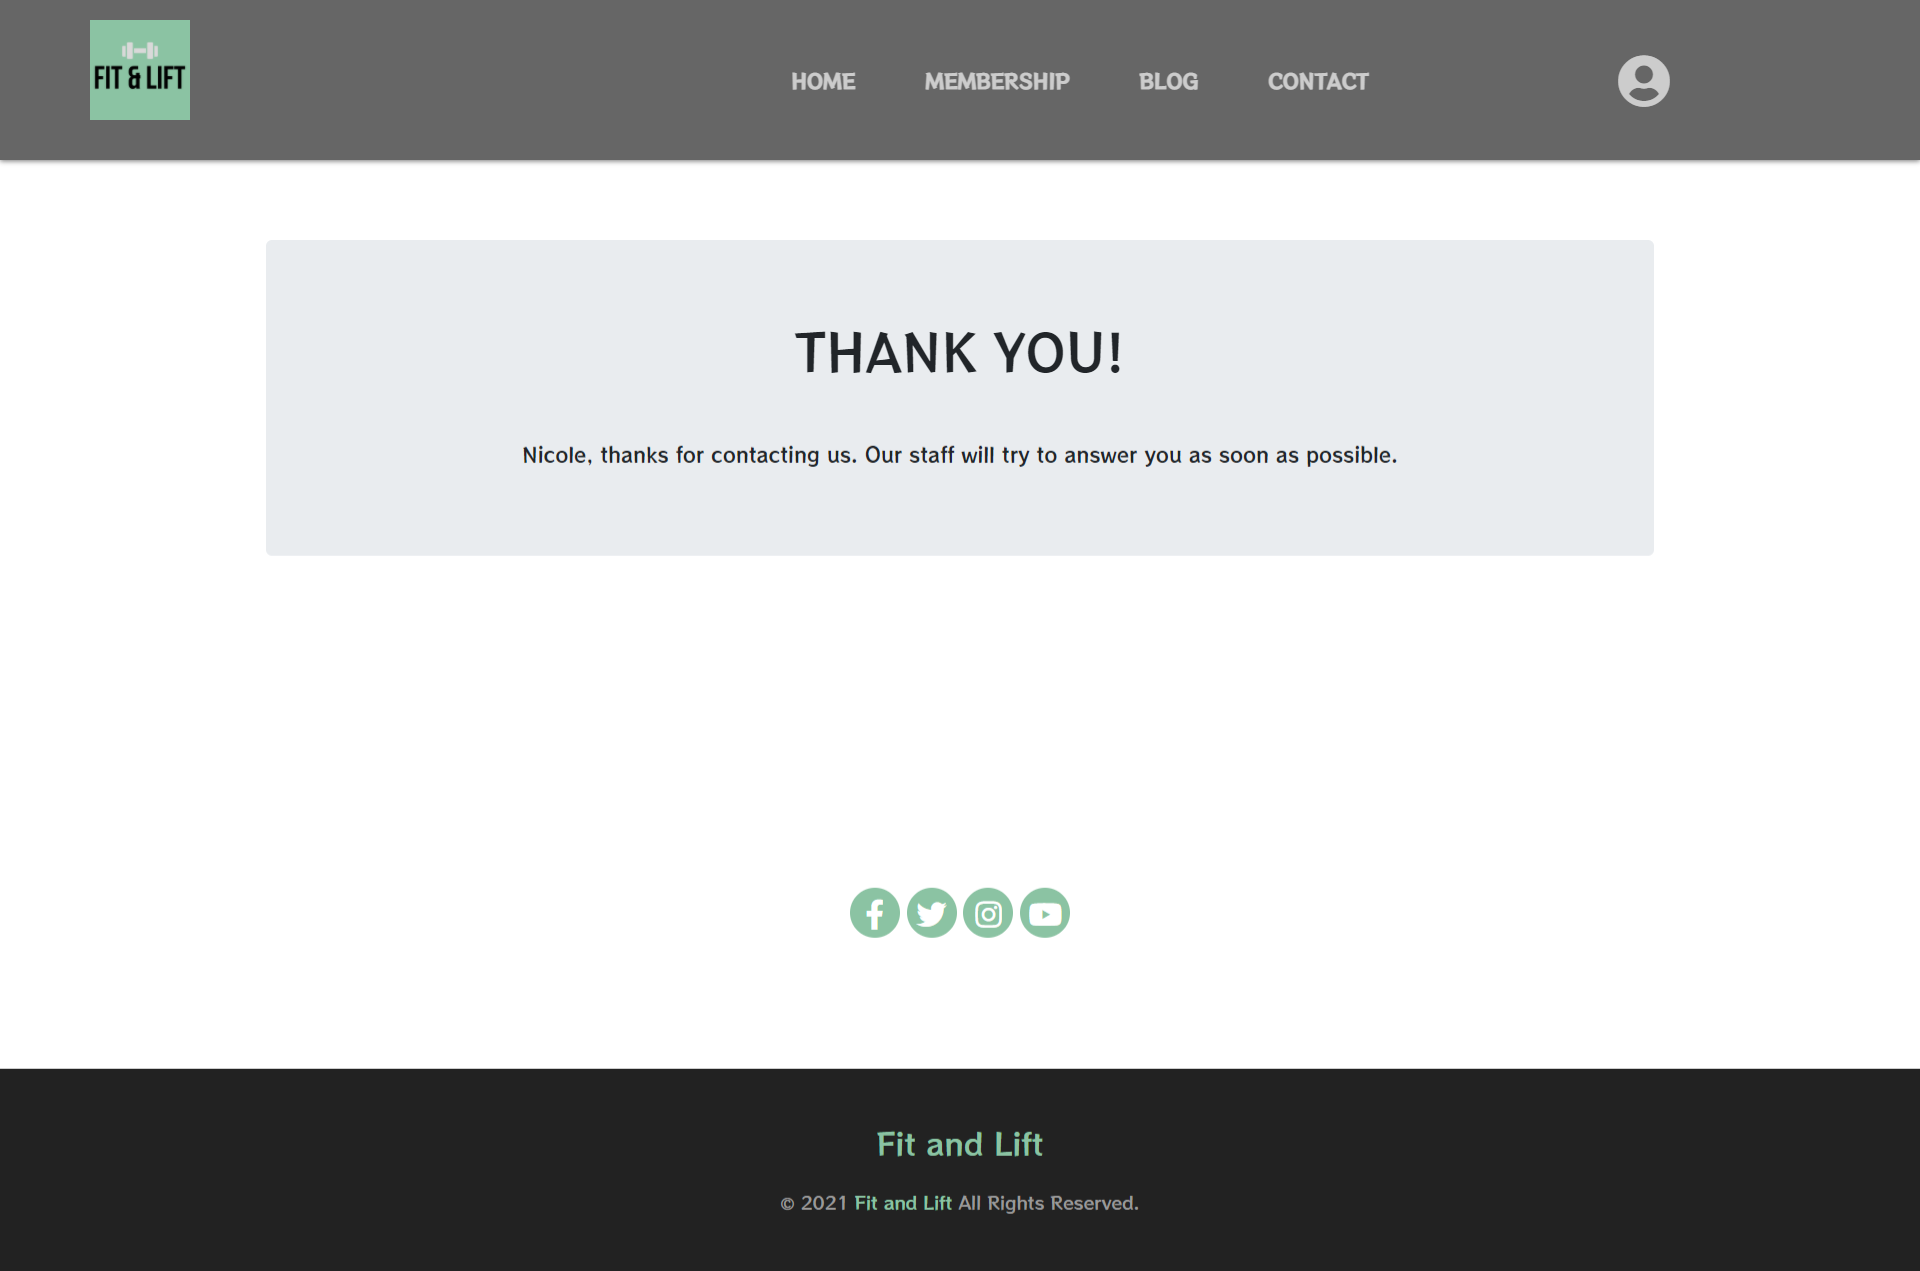 FIT & LIFT
HOME MEMBERSHIP BLOG CONTACT
THANK YOU!
Nicole, thanks for contacting us. Our staff will try to answer you as soon as possible.
Fit and Lift
© 2021 Fit and Lift All Rights Reserved.